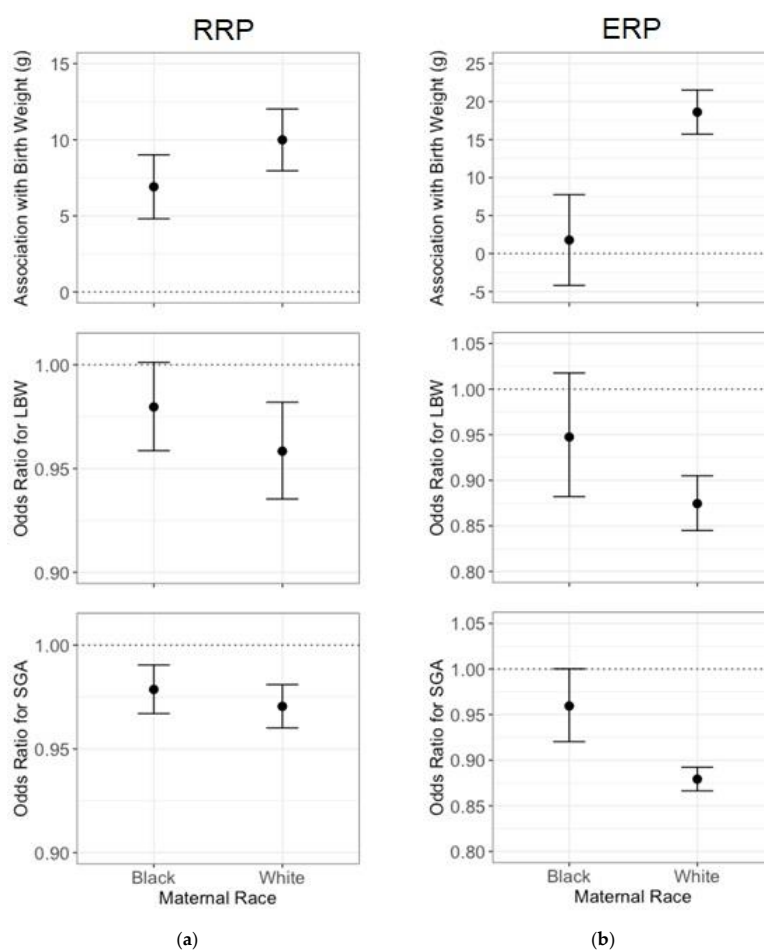 RRP
ERP
Association with Birth Weight (g)
15
10
5
0
Association with Birth Weight (g)
25
20
15
10
5
0
-5
Odds Ratio for LBW
1.00
0.95
0.90
Odds Ratio for LBW
1.05
1.00
0.95
0.90
0.85
0.80
Odds Ratio for SGA
1.00
0.95
0.90
Black
White
Maternal Race
Odds Ratio for SGA
1.05
1.00
0.95
0.90
0.85
0.80
Black
White
Maternal Race
(a)
(b)